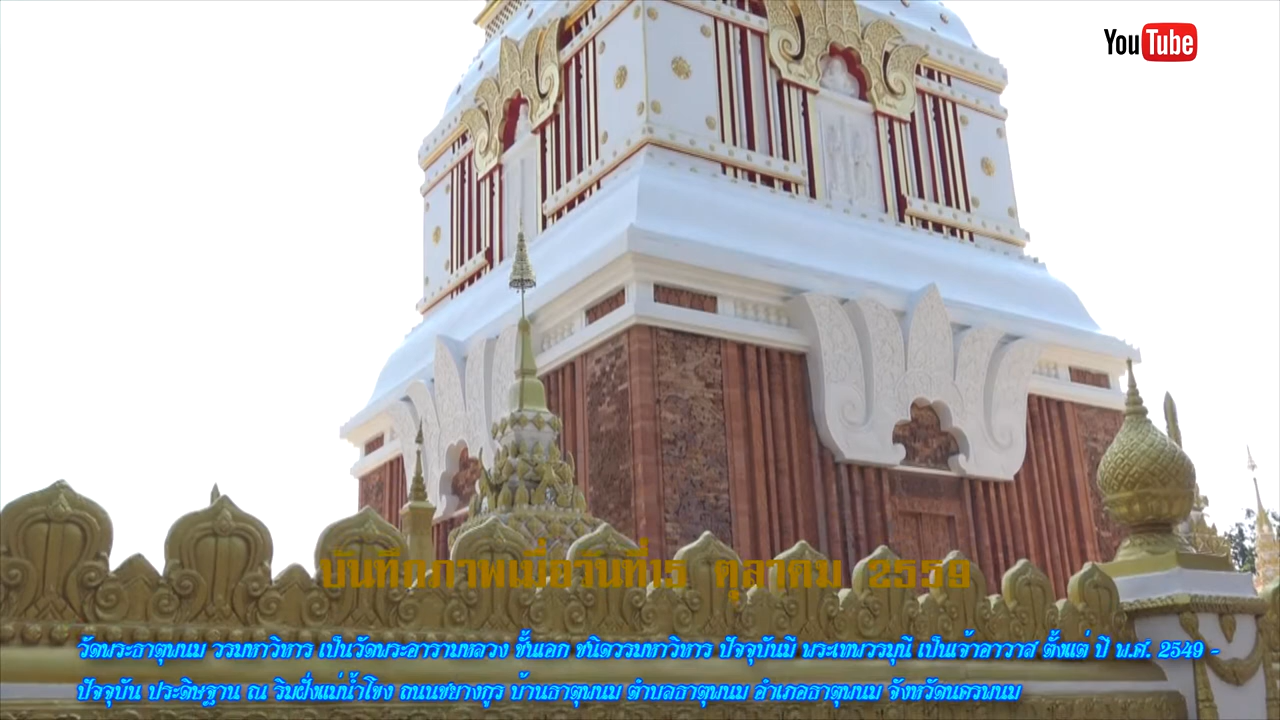 YouTube
บันทึกภาพเมื่อวันที่15 ตุลาคม 2559
วัดพระธาตุพนม วรมหาวิหาร เป็นวัดพระอารามหลวง ชั้นเอก ชนิดวรมหาวิหาร ปัจจุบันมี พระเทพวรมุนี เป็นเจ้าอาวาส ตั้งแต่ ปี พ.ศ. 2549 -
ปัจจุบัน ประดิษฐาน ณ ริมฝั่งแม่น้ำโขง ถนนชยางกูร บ้านธาตุพนม ตำบลธาตุพนม อำเภอธาตุพนม จังหวัดนครพนม